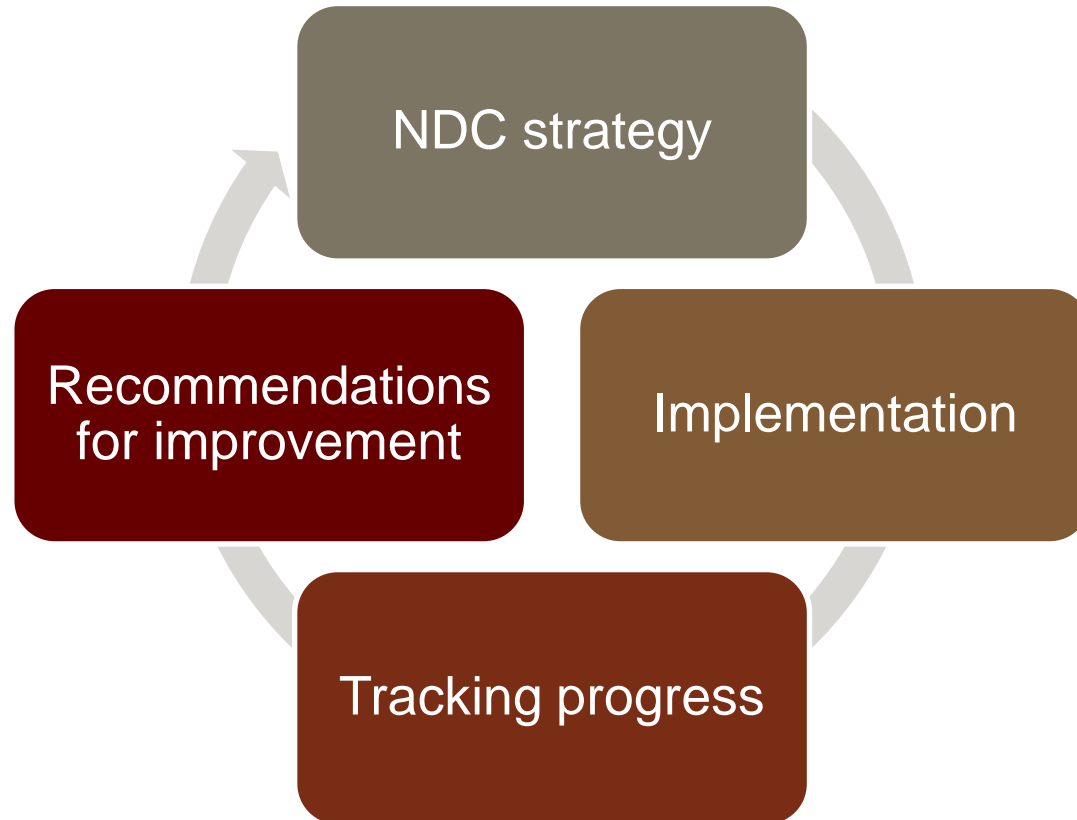 NDC strategy
Implementation
Tracking progress
Recommendations
for improvement